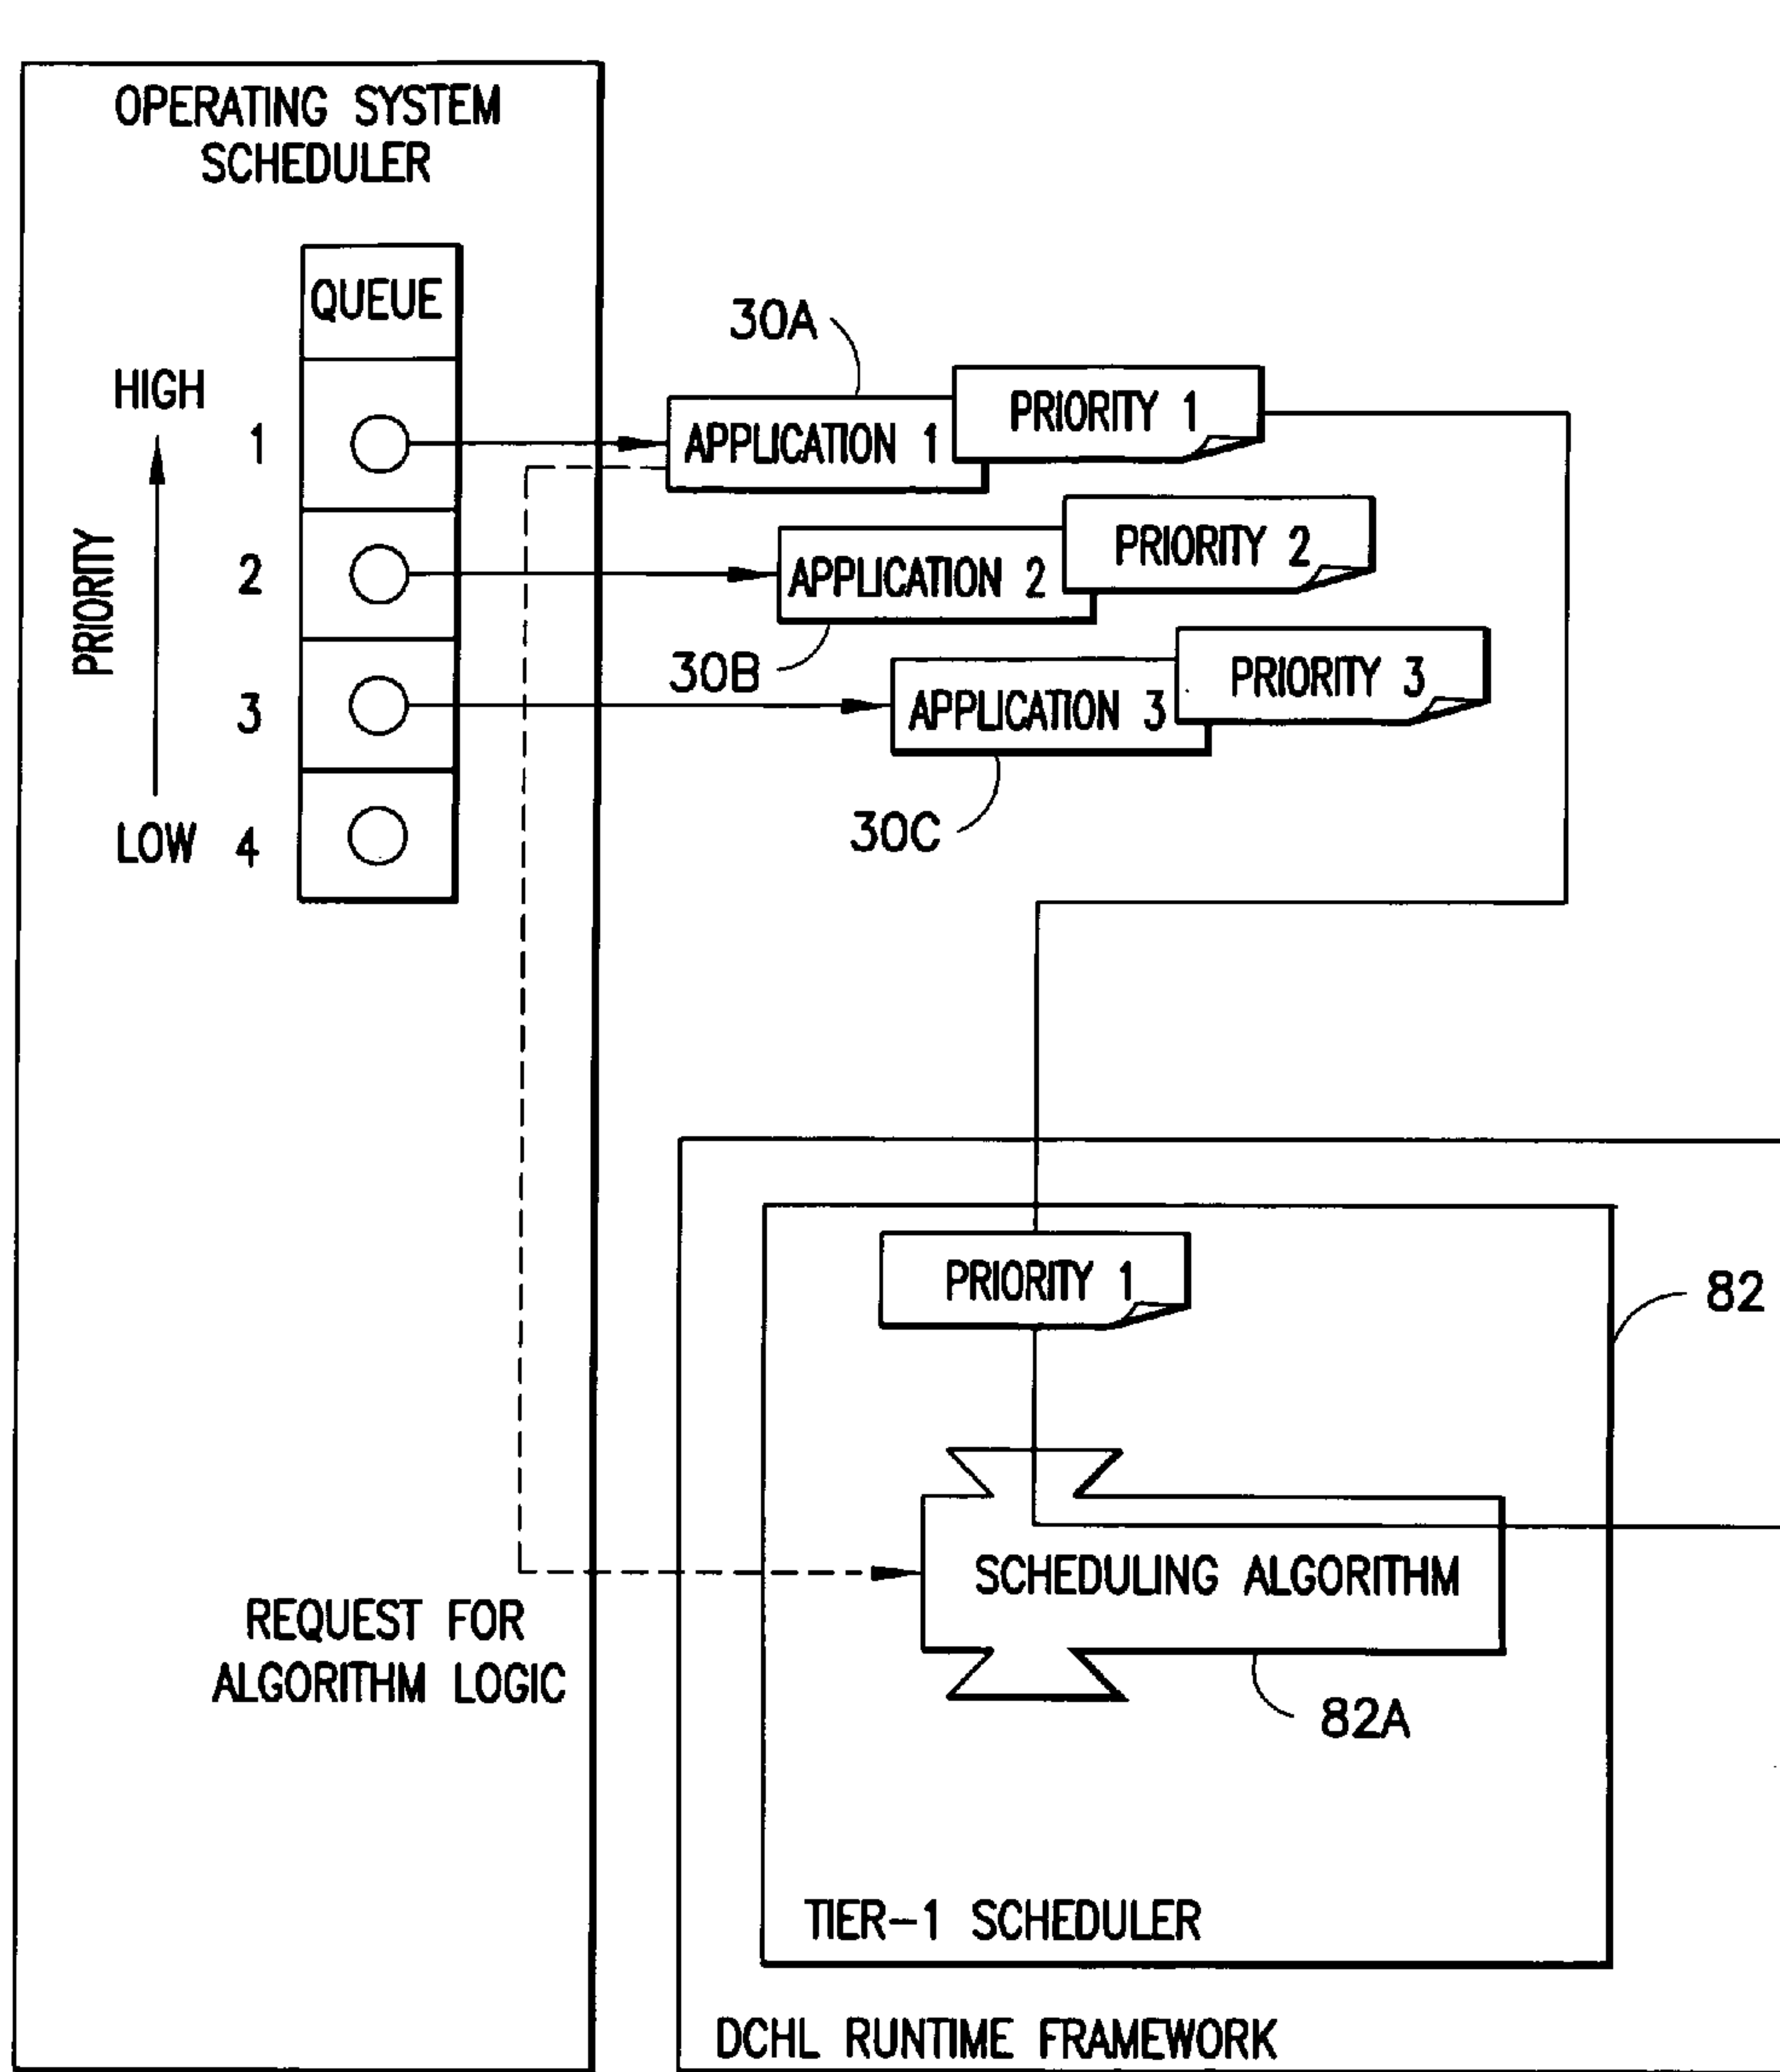 OPERATING SYSTEM
SCHEDULER
QUEUE
HIGH
PRIORITY
LOW
1
2
3
4
30A
APPLICATION 1
PRIORITY 1
APPLICATION 2
PRIORITY 2
30B
APPLICATION 3
PRIORITY 3
30C
PRIORITY 1
82
SCHEDULING ALGORITHM
82A
REQUEST FOR
ALGORITHM LOGIC
TIER-1 SCHEDULER
DCHL RUNTIME FRAMEWORK